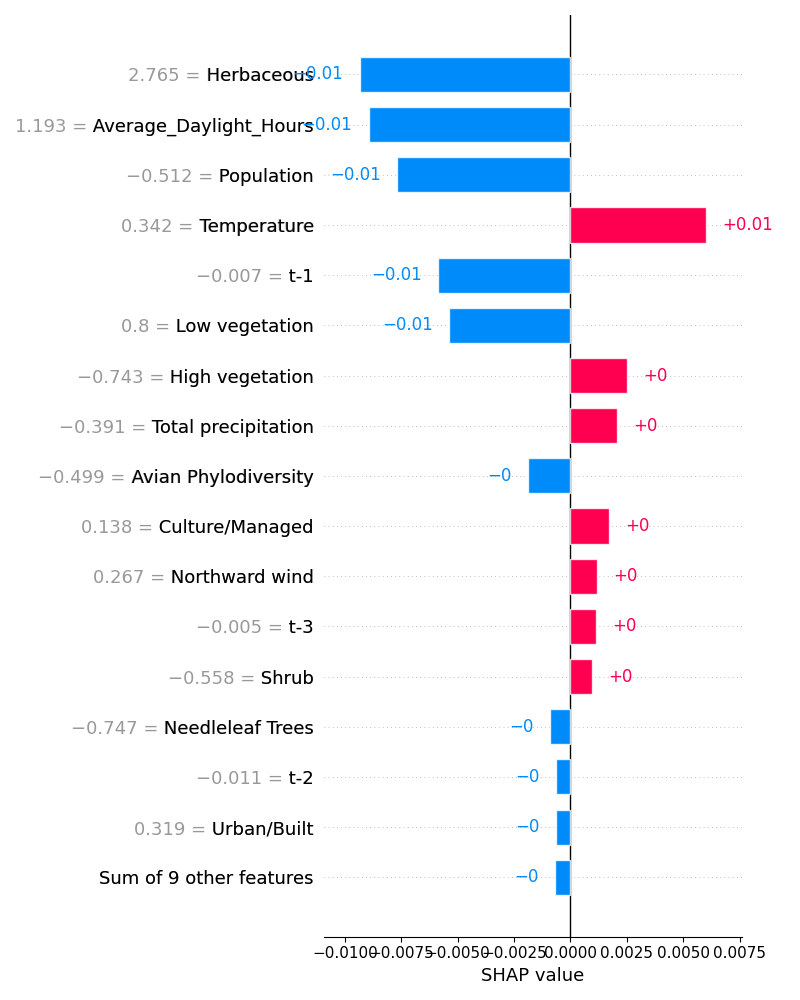 2.765 = Herbaceous −0.01
1.193 = Average_Daylight_Hours −0.01
−0.512 = Population −0.01
0.342 = Temperature +0.01
−0.007 = t-1 −0.01
0.8 = Low vegetation −0.01
−0.743 = High vegetation +0
−0.391 = Total precipitation +0
−0.499 = Avian Phylodiversity −0
0.138 = Culture/Managed +0
0.267 = Northward wind +0
−0.005 = t-3 +0
−0.558 = Shrub +0
−0.747 = Needleleaf Trees −0
−0.011 = t-2 −0
0.319 = Urban/Built −0
Sum of 9 other features −0
−0.0100 −0.0075 −0.0050 −0.0025 0.0000 0.0025 0.0050 0.0075
SHAP value